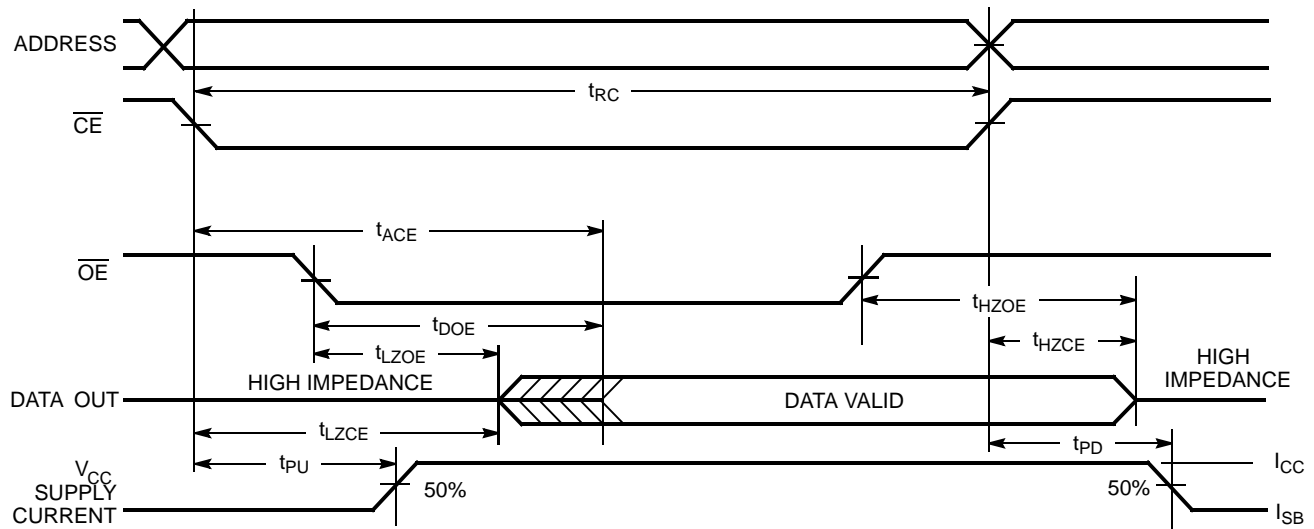 ADDRESS
tRC
CE
tACE
OE
tHZOE
tDOE
tLZOE
tHZCE
HIGH IMPEDANCE
HIGH
IMPEDANCE
DATA OUT
DATA VALID
tLZCE
tPU
tPD
VCC
SUPPLY
CURRENT
50%
50%
ICC
ISB